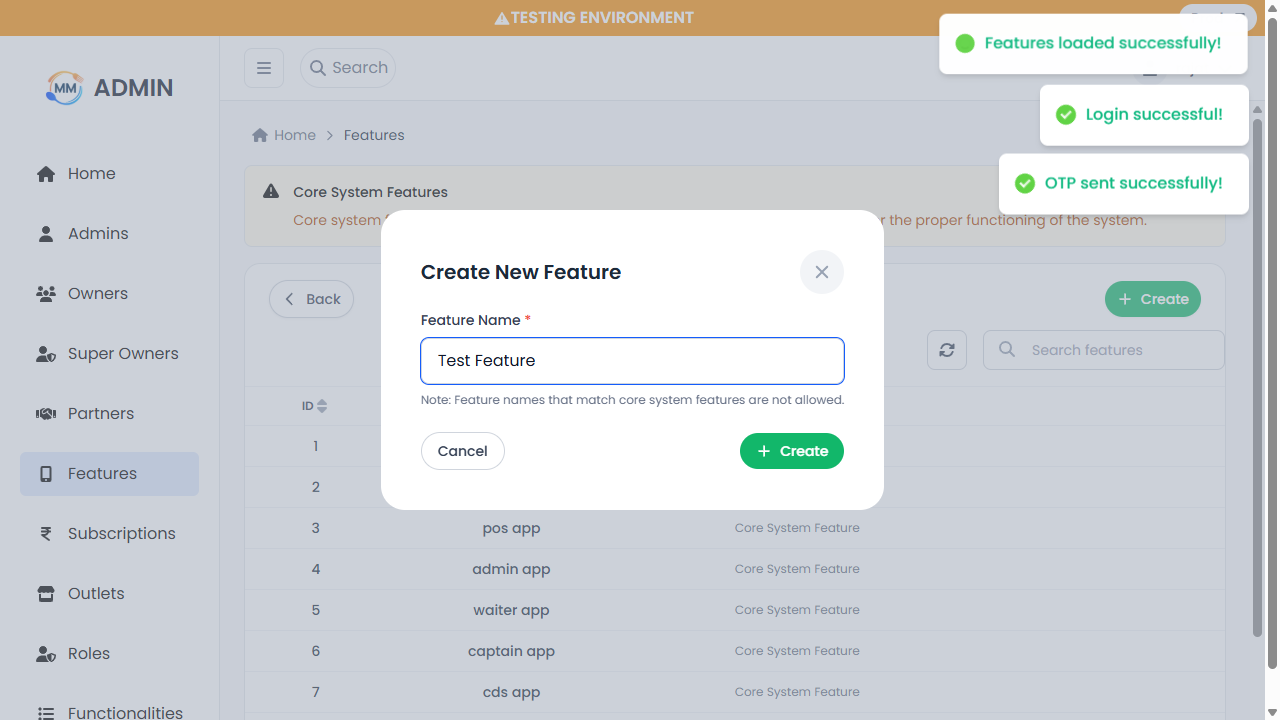 TESTING ENVIRONMENT
Features loaded successfully!
Login successful!
OTP sent successfully!
MM ADMIN
Search
Home
Admins
Owners
Super Owners
Partners
Features
Subscriptions
Outlets
Roles
Functionalities
Home > Features
Core System Features
Core system
r the proper functioning of the system.
Back
Create
Search features
Create New Feature
Feature Name *
Test Feature
Note: Feature names that match core system features are not allowed.
Cancel
Create
ID
1
2
3 pos app Core System Feature
4 admin app Core System Feature
5 waiter app Core System Feature
6 captain app Core System Feature
7 cds app Core System Feature